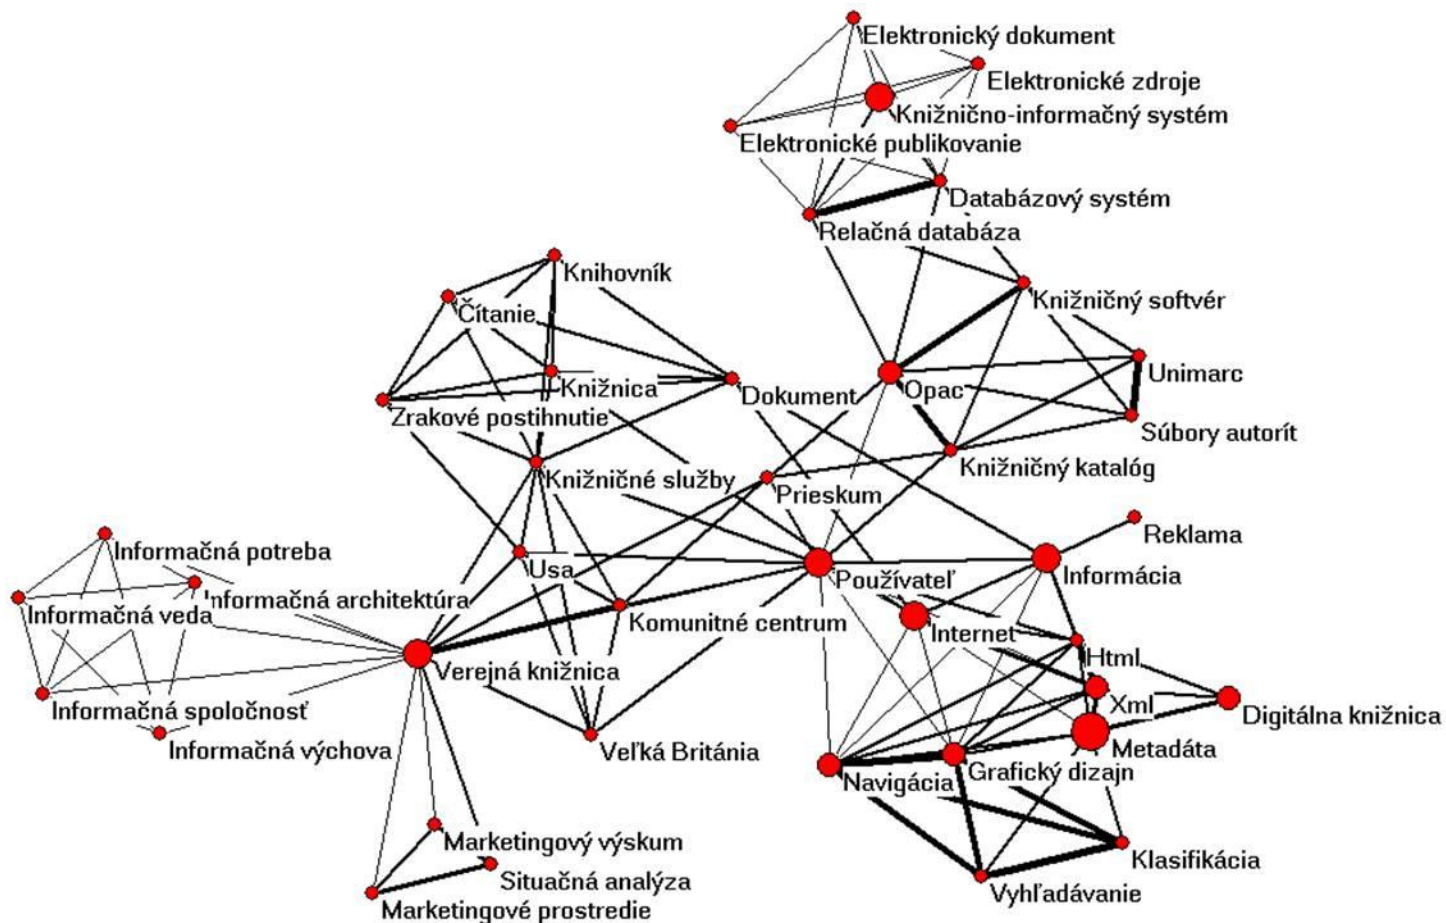 Elektronický dokument
Elektronické zdroje
Knižnično-informačný systém
Elektronické publikovanie
Databázový systém
Relačná databáza
Knihovník
Knižničný softvér
Čítanie
Unimarc
Knižnica
Dokument
Opac
Zrakové postihnutie
Súbory autorít
Knižničný katalóg
Knižničné služby
Prieskum
Reklama
Informačná potreba
Usa
Používateľ
Informácia
Informačná architektúra
Informačná veda
Komunitné centrum
Internet
Html
Verejná knižnica
Xml
Informačná spoločnosť
Digitálna knižnica
Informačná výchova
Veľká Británia
Metadáta
Grafický dizajn
Navigácia
Marketingový výskum
Klasifikácia
Situačná analýza
Vyhľadávanie
Marketingové prostredie